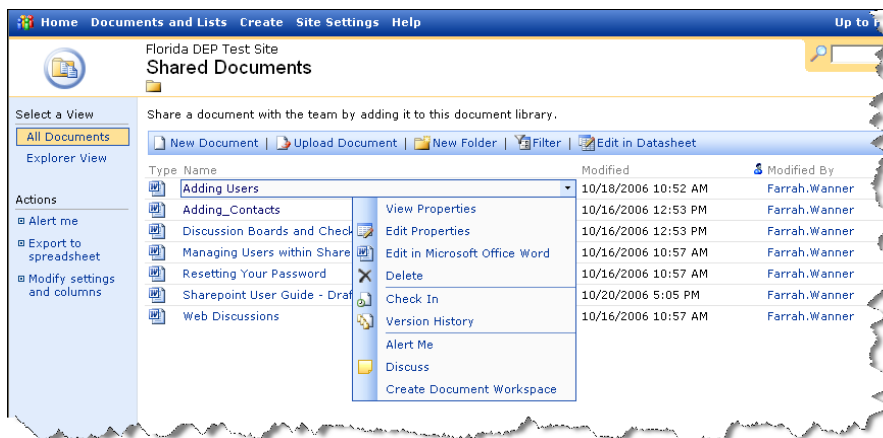 Home Documents and Lists Create Site Settings Help Up to
Florida DEP Test Site
Shared Documents
Select a View
All Documents
Explorer View
Actions
Alert me
Export to
spreadsheet
Modify settings
and columns
Share a document with the team by adding it to this document library.
New Document | Upload Document | New Folder | Filter | Edit in Datasheet
Type Name Modified Modified By
Adding Users 10/18/2006 10:52 AM Farrah.Wanner
Adding_Contacts 10/16/2006 12:53 PM Farrah.Wanner
Discussion Boards and Check 10/16/2006 12:53 PM Farrah.Wanner
Managing Users within Share 10/16/2006 10:57 AM Farrah.Wanner
Resetting Your Password 10/16/2006 10:57 AM Farrah.Wanner
Sharepoint User Guide - Draf 10/20/2006 5:05 PM Farrah.Wanner
Web Discussions 10/16/2006 10:57 AM Farrah.Wanner
View Properties
Edit Properties
Edit in Microsoft Office Word
Delete
Check In
Version History
Alert Me
Discuss
Create Document Workspace